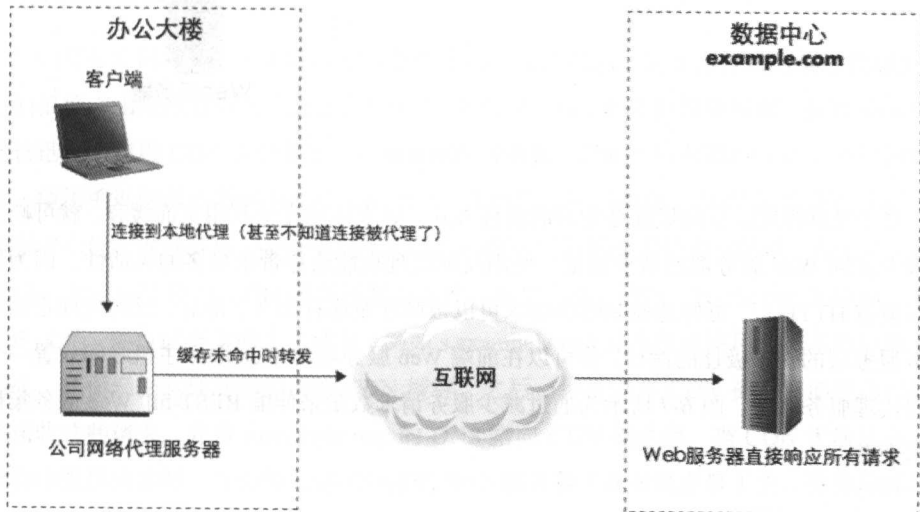 办公大楼
客户端
连接到本地代理（甚至不知道连接被代理了）
缓存未命中时转发
公司网络代理服务器
互联网
数据中心
example.com
Web服务器直接响应所有请求